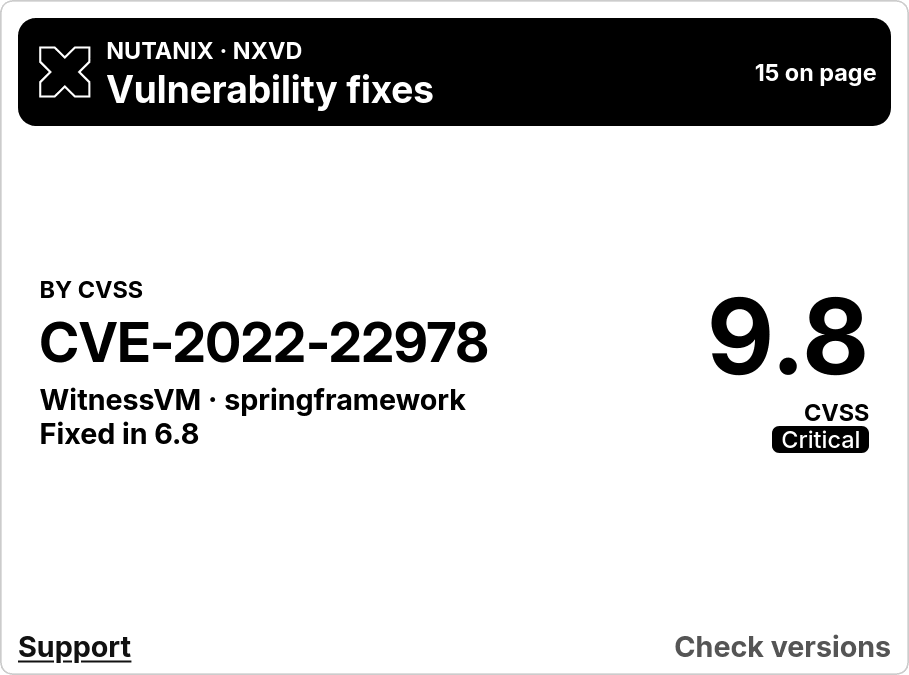 NUTANIX · NXVD
Vulnerability fixes
15 on page
BY CVSS
CVE-2022-22978
WitnessVM · springframework
Fixed in 6.8
9.8
CVSS
Critical
Support
Check versions